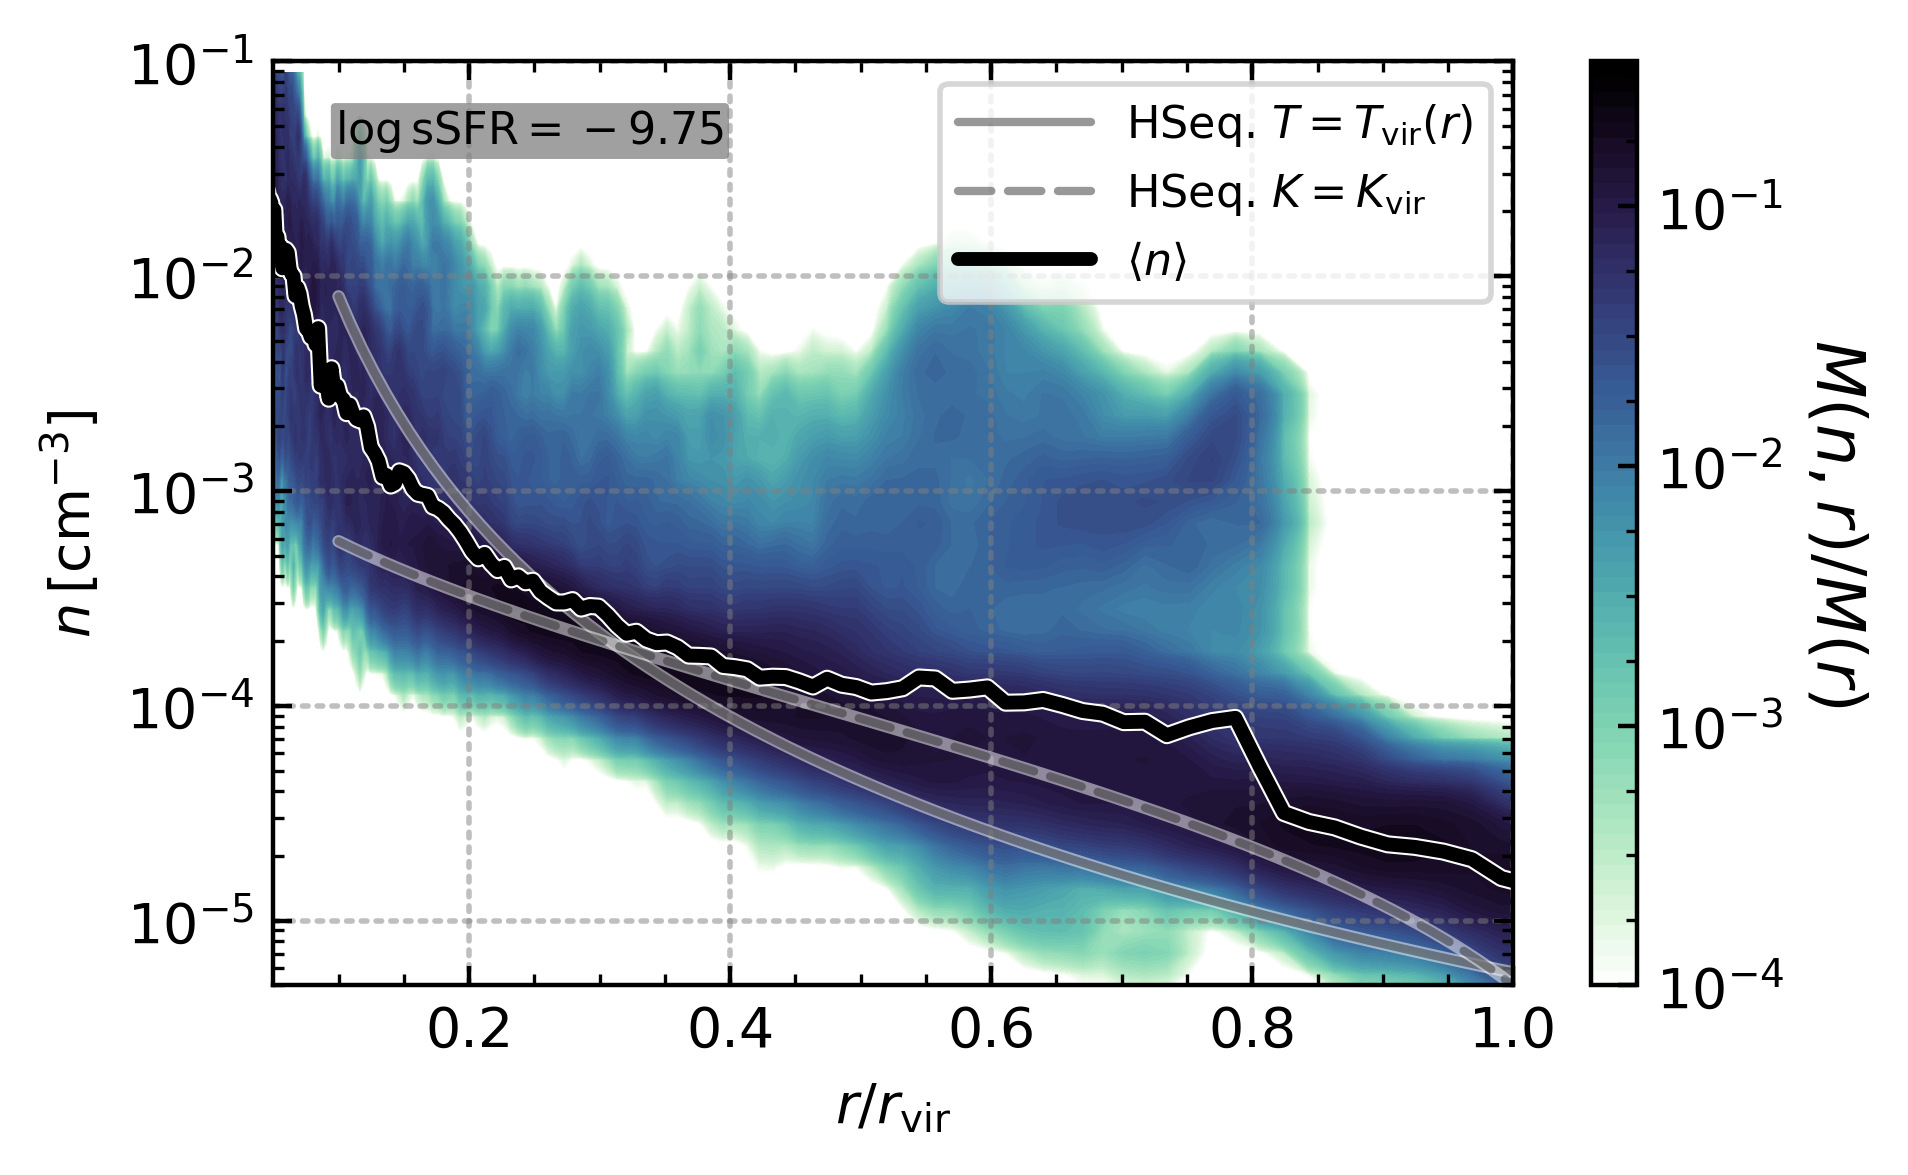 10⁻¹
10⁻²
10⁻³
10⁻⁴
10⁻⁵
n [cm⁻³]
log sSFR = −9.75
HSeq. T = T_vir(r)
HSeq. K = K_vir
⟨n⟩
0.2 0.4 0.6 0.8 1.0
r/r_vir
10⁻¹
10⁻²
10⁻³
10⁻⁴
M(n, r)/M(r)